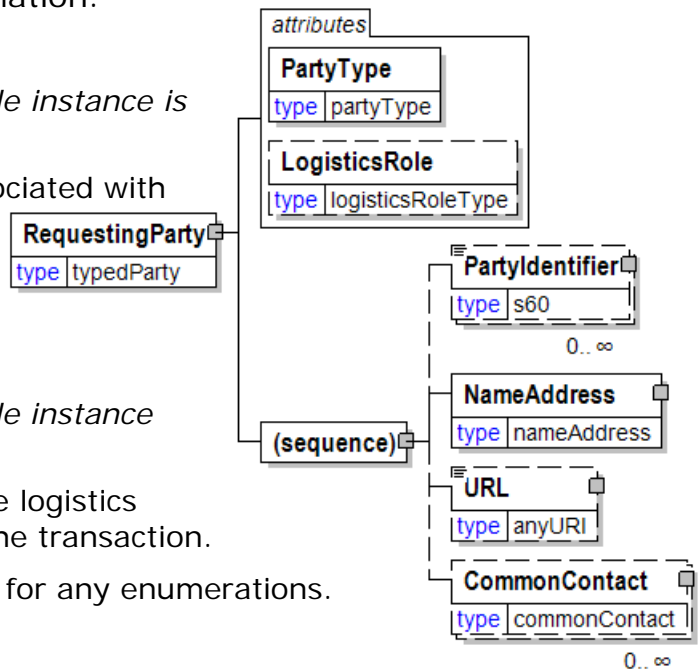 nation.
attributes
PartyType
type partyType
le instance is
LogisticsRole
type logisticsRoleType
ociated with
RequestingParty
type typedParty
PartyIdentifier
type s60
0.. ∞
NameAddress
type nameAddress
le instance
(sequence)
URL
type anyURI
e logistics
he transaction.
CommonContact
type commonContact
for any enumerations.
0.. ∞